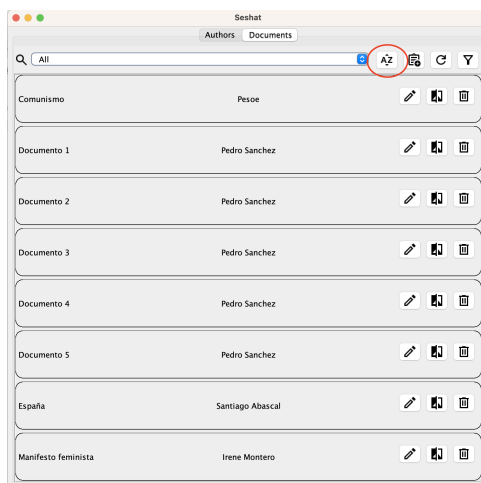 Seshat
Authors Documents
All AZ
Comunismo Pesoe
Documento 1 Pedro Sanchez
Documento 2 Pedro Sanchez
Documento 3 Pedro Sanchez
Documento 4 Pedro Sanchez
Documento 5 Pedro Sanchez
España Santiago Abascal
Manifesto feminista Irene Montero